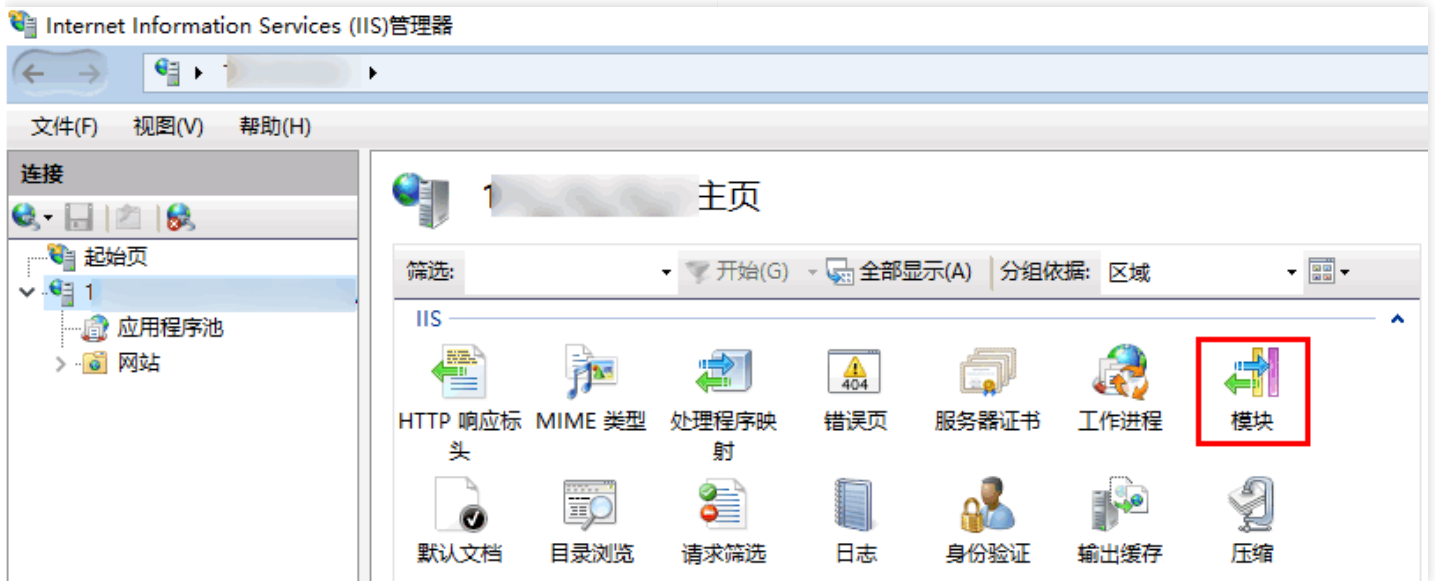 Internet Information Services (IIS)管理器
文件(F) 视图(V) 帮助(H)
连接
起始页
1
应用程序池
网站
1 主页
筛选: 开始(G) 全部显示(A) 分组依据: 区域
IIS
404
HTTP 响应标头 MIME 类型 处理程序映射 错误页 服务器证书 工作进程 模块
默认文档 目录浏览 请求筛选 日志 身份验证 输出缓存 压缩